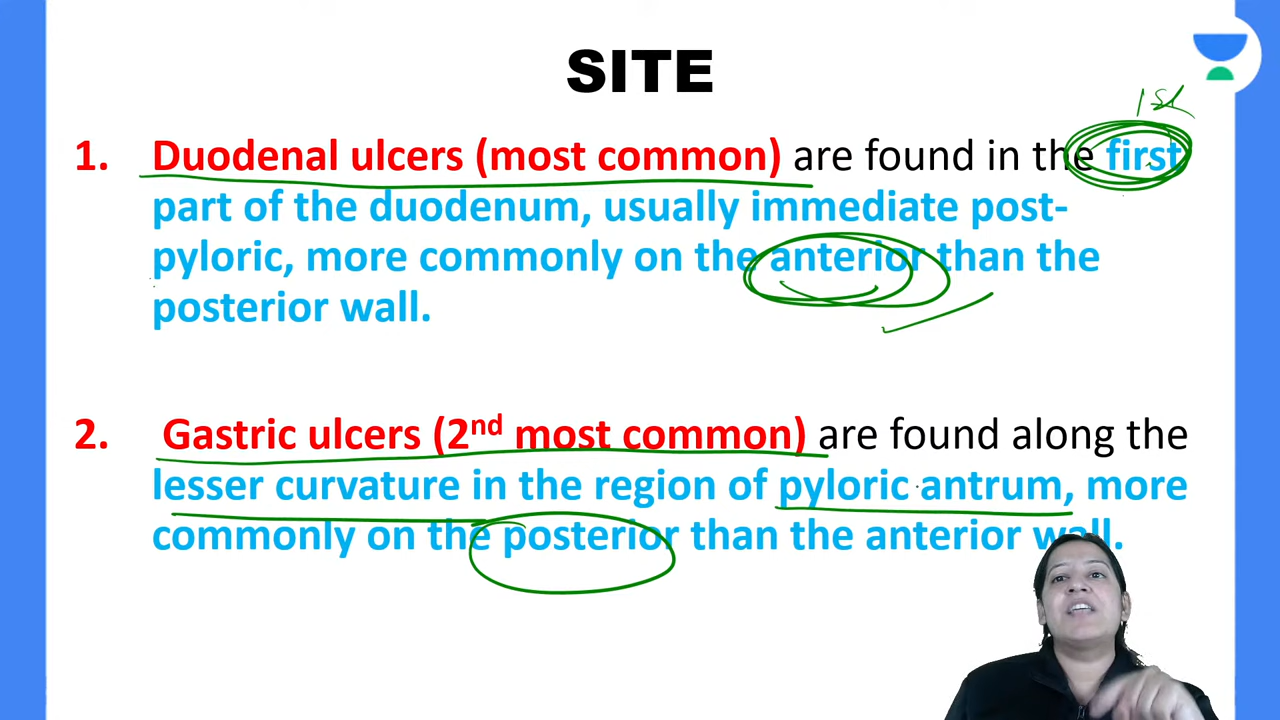 SITE
1st
1. Duodenal ulcers (most common) are found in the first
part of the duodenum, usually immediate post-
pyloric, more commonly on the anterior than the
posterior wall.
2. Gastric ulcers (2nd most common) are found along the
lesser curvature in the region of pyloric antrum, more
commonly on the posterior than the anterior wall.